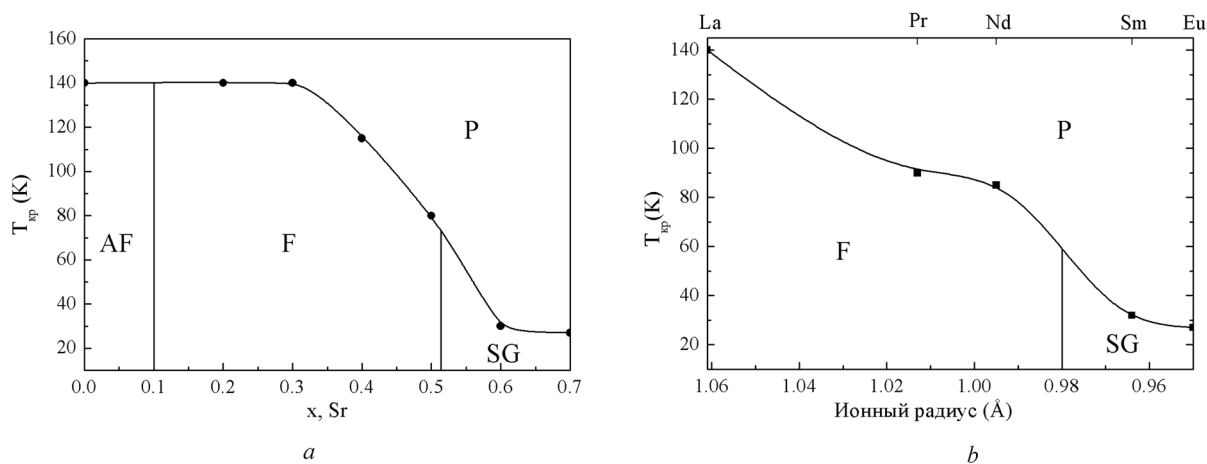 160
140
120
100
80
60
40
20
T кр (K)
AF
F
P
SG
0.0 0.1 0.2 0.3 0.4 0.5 0.6 0.7
x, Sr
a
La Pr Nd Sm Eu
140
120
100
80
60
40
20
T кр(K)
P
F
SG
1.06 1.04 1.02 1.00 0.98 0.96
Ионный радиус (Å)
b